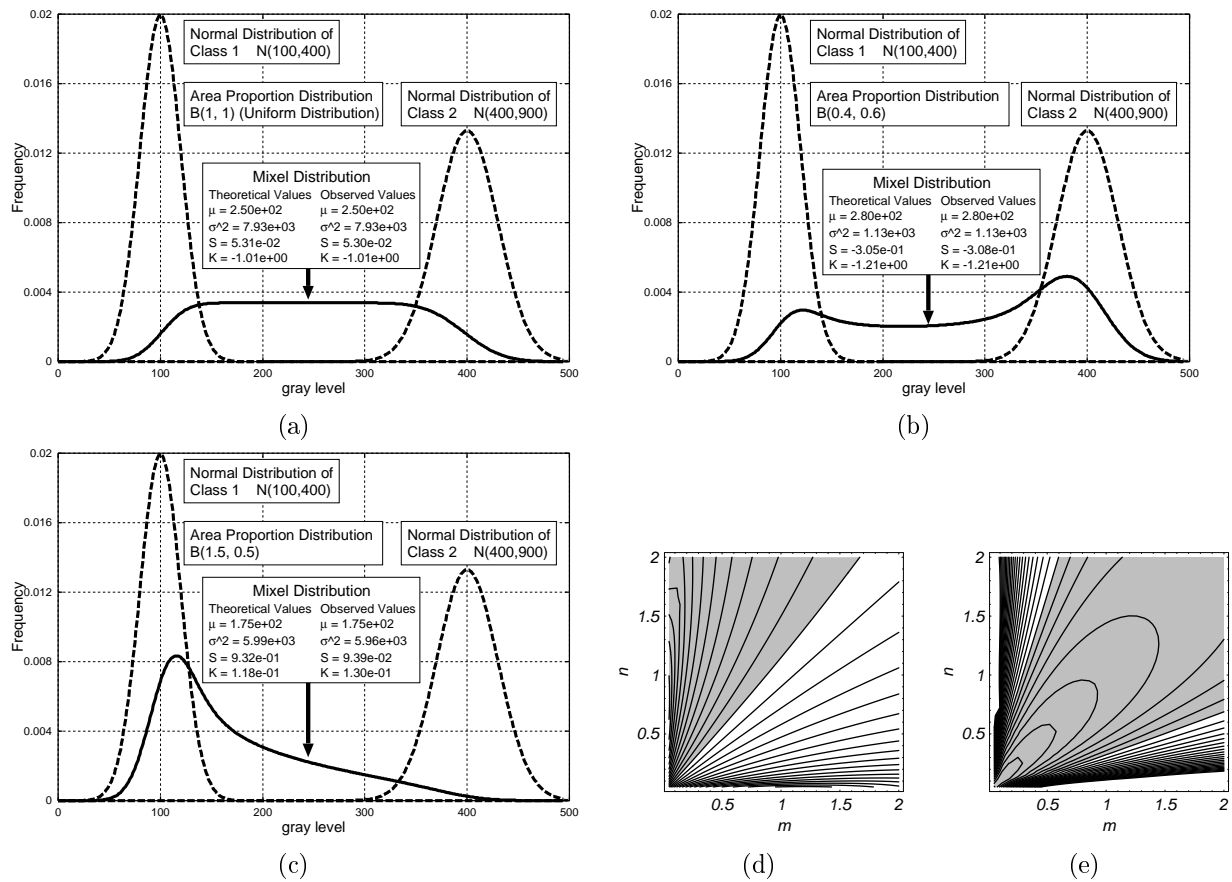 0.02
0.016
0.012
0.008
0.004
0
Frequency
Normal Distribution of
Class 1 N(100,400)
Area Proportion Distribution
B(1, 1) (Uniform Distribution)
Normal Distribution of
Class 2 N(400,900)
Mixel Distribution
Theoretical Values Observed Values
μ = 2.50e+02 μ = 2.50e+02
σ^2 = 7.93e+03 σ^2 = 7.93e+03
S = 5.31e-02 S = 5.30e-02
K = -1.01e+00 K = -1.01e+00
0 100 200 300 400 500
gray level
(a)
0.02
0.016
0.012
0.008
0.004
0
Frequency
Normal Distribution of
Class 1 N(100,400)
Area Proportion Distribution
B(0.4, 0.6)
Normal Distribution of
Class 2 N(400,900)
Mixel Distribution
Theoretical Values Observed Values
μ = 2.80e+02 μ = 2.80e+02
σ^2 = 1.13e+03 σ^2 = 1.13e+03
S = -3.05e-01 S = -3.08e-01
K = -1.21e+00 K = -1.21e+00
0 100 200 300 400 500
gray level
(b)
0.02
0.016
0.012
0.008
0.004
0
Frequency
Normal Distribution of
Class 1 N(100,400)
Area Proportion Distribution
B(1.5, 0.5)
Normal Distribution of
Class 2 N(400,900)
Mixel Distribution
Theoretical Values Observed Values
μ = 1.75e+02 μ = 1.75e+02
σ^2 = 5.99e+03 σ^2 = 5.96e+03
S = 9.32e-01 S = 9.39e-02
K = 1.18e-01 K = 1.30e-01
0 100 200 300 400 500
gray level
(c)
2
1.5
1
0.5
n
0.5 1 1.5 2
m
(d)
2
1.5
1
0.5
n
0.5 1 1.5 2
m
(e)